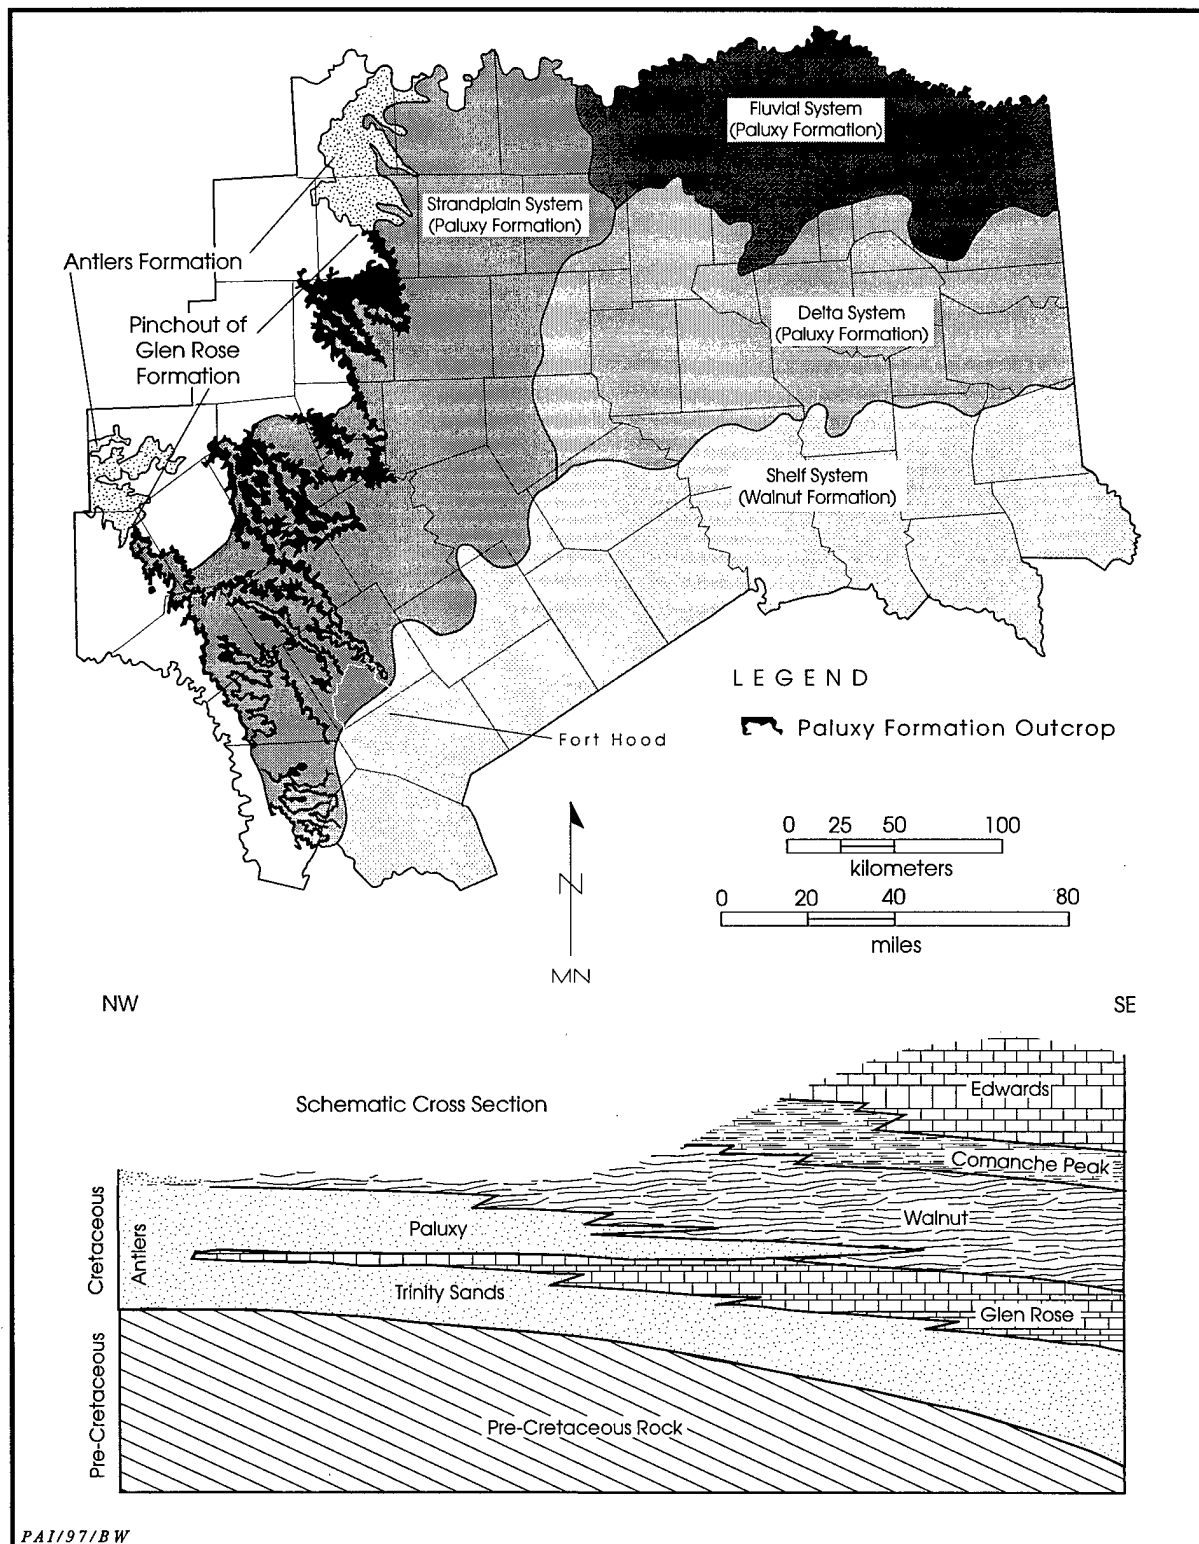 Fluvial System
(Paluxy Formation)
Strandplain System
(Paluxy Formation)
Antlers Formation
Pinchout of
Glen Rose
Formation
Delta System
(Paluxy Formation)
Shelf System
(Walnut Formation)
LEGEND
Paluxy Formation Outcrop
Fort Hood
0 25 50 100
kilometers
0 20 40 80
miles
N
MN
NW
SE
Schematic Cross Section
Edwards
Comanche Peak
Walnut
Paluxy
Trinity Sands
Glen Rose
Antlers
Cretaceous
Pre-Cretaceous
Pre-Cretaceous Rock
PAI/97/BW